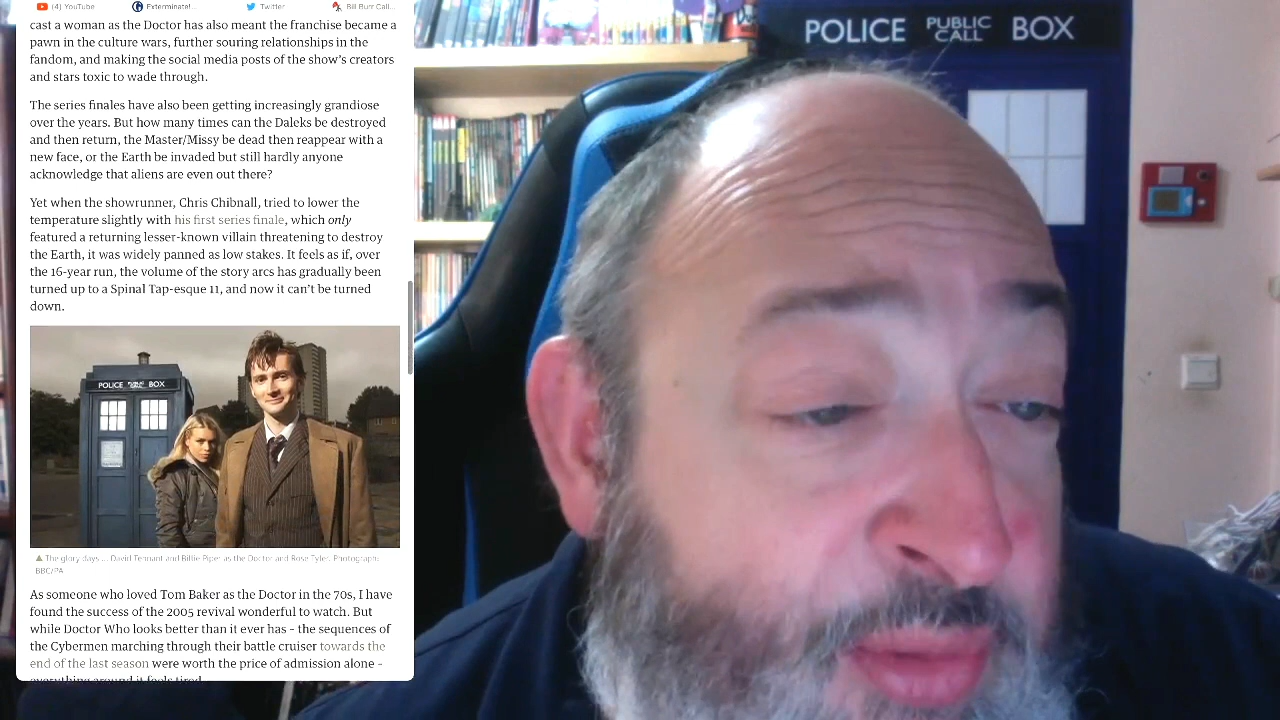 (4) YouTube
Exterminate!...
Twitter
Bill Burr Call...
cast a woman as the Doctor has also meant the franchise became a
pawn in the culture wars, further souring relationships in the
fandom, and making the social media posts of the show's creators
and stars toxic to wade through.
The series finales have also been getting increasingly grandiose
over the years. But how many times can the Daleks be destroyed
and then return, the Master/Missy be dead then reappear with a
new face, or the Earth be invaded but still hardly anyone
acknowledge that aliens are even out there?
Yet when the showrunner, Chris Chibnall, tried to lower the
temperature slightly with his first series finale, which only
featured a returning lesser-known villain threatening to destroy
the Earth, it was widely panned as low stakes. It feels as if, over
the 16-year run, the volume of the story arcs has gradually been
turned up to a Spinal Tap-esque 11, and now it can't be turned
down.
POLICE BOX
The glory days ... David Tennant and Billie Piper as the Doctor and Rose Tyler. Photograph:
BBC/PA
As someone who loved Tom Baker as the Doctor in the 70s, I have
found the success of the 2005 revival wonderful to watch. But
while Doctor Who looks better than it ever has – the sequences of
the Cybermen marching through their battle cruiser towards the
end of the last season were worth the price of admission alone –
everything around it feels tired.
POLICE PUBLIC CALL BOX